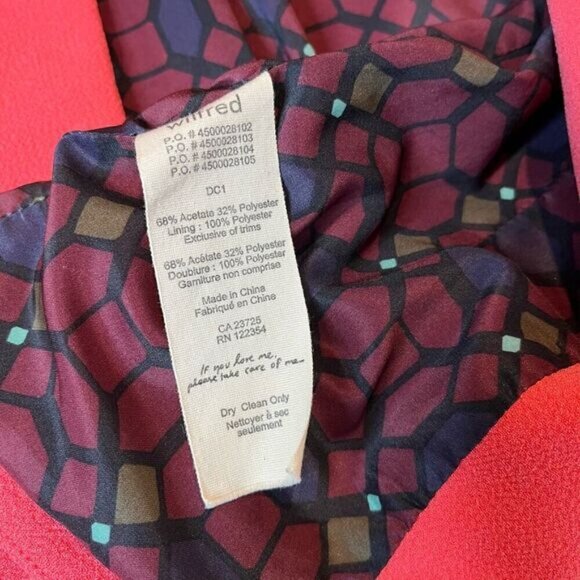 wilfred
P.O. # 4500028102
P.O. # 4500028103
P.O. # 4500028104
P.O. # 4500028105
DC1
68% Acetate 32% Polyester
Lining : 100% Polyester
Exclusive of trims
68% Acétate 32% Polyester
Doublure : 100% Polyester
Garniture non comprise
Made in China
Fabriqué en China
CA 23725
RN 122354
If you love me,
please take care of me...
Dry Clean Only
Nettoyer à sec
seulement